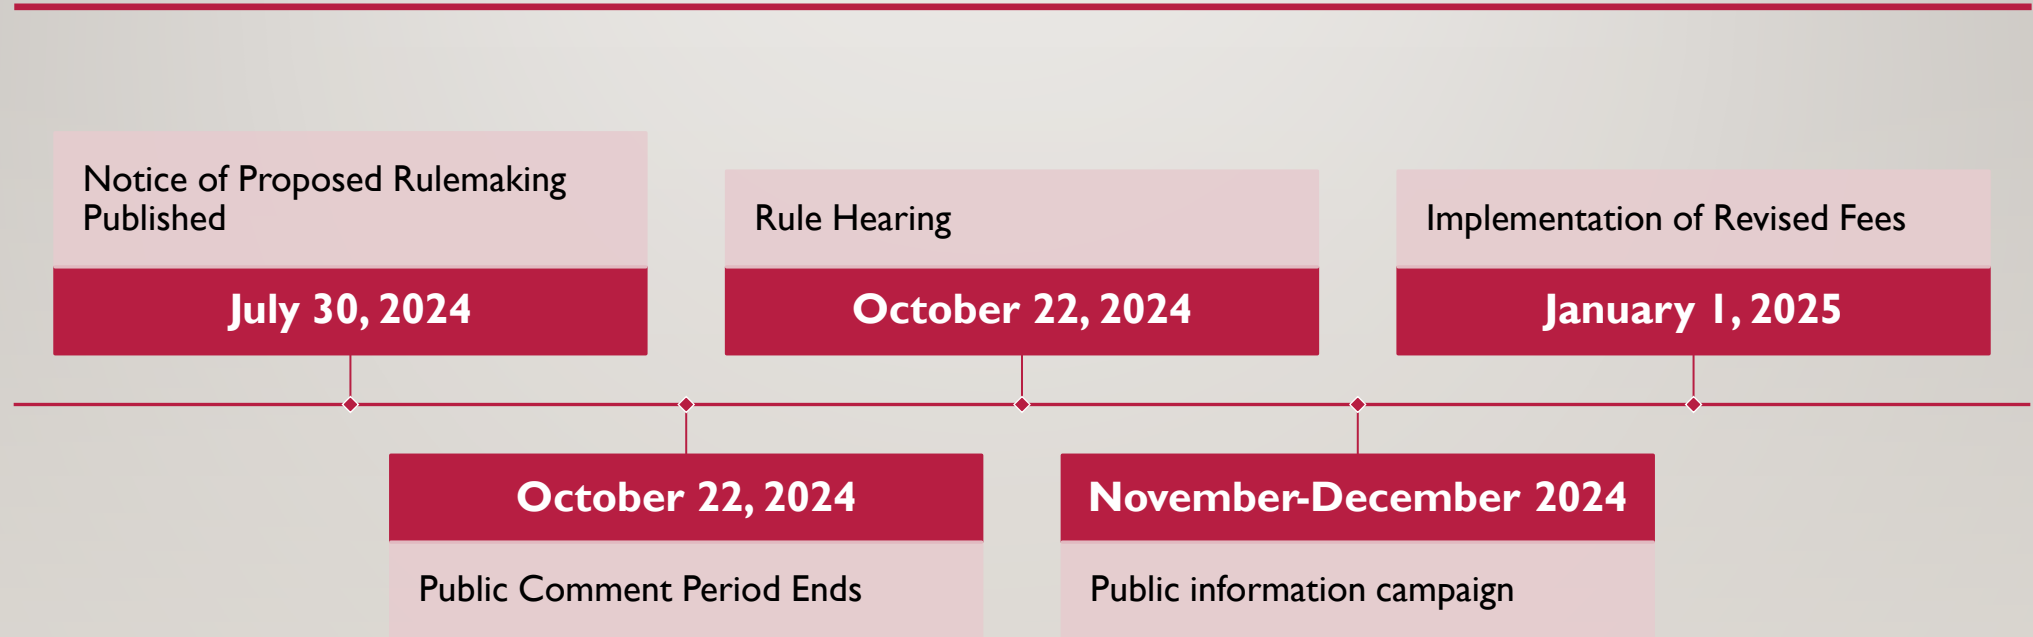 Notice of Proposed Rulemaking
Published
July 30, 2024
October 22, 2024
Public Comment Period Ends
Rule Hearing
October 22, 2024
November-December 2024
Public information campaign
Implementation of Revised Fees
January 1, 2025